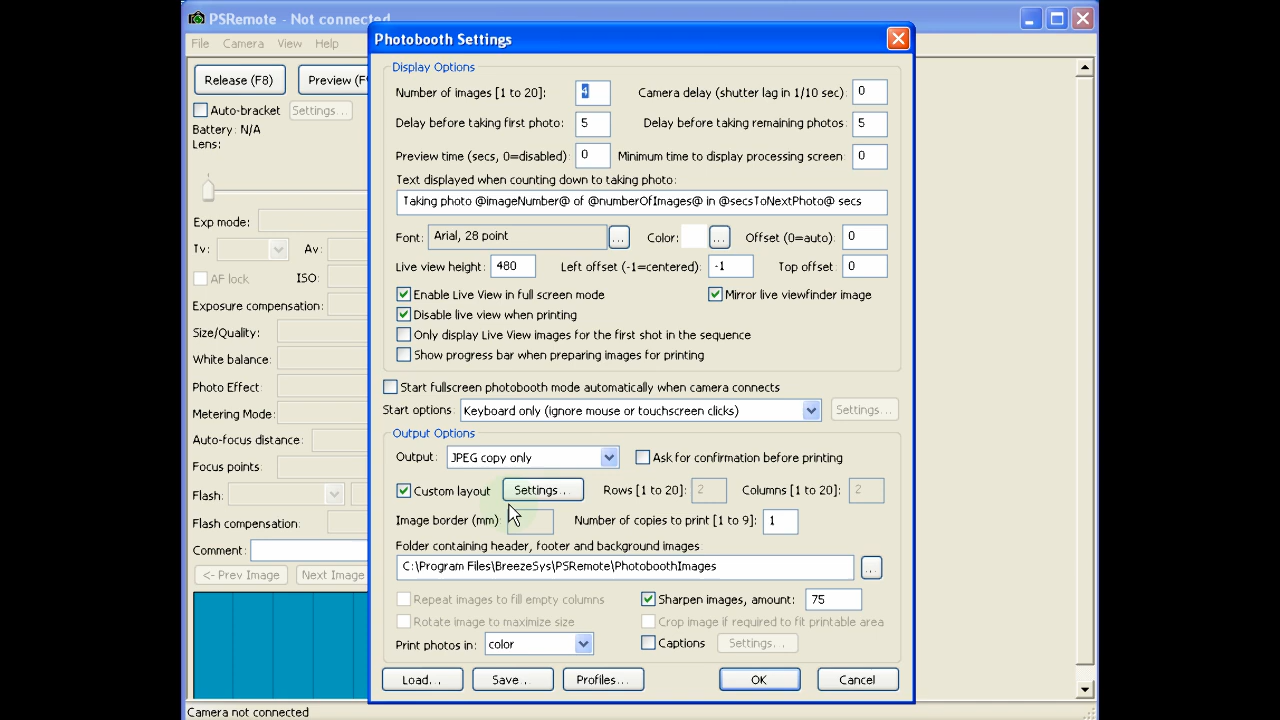 PSRemote - Not connected
File Camera View Help
Release (F8) Preview (F9
Auto-bracket Settings...
Battery: N/A
Lens:
Exp mode:
Tv: Av:
AF lock ISO:
Exposure compensation:
Size/Quality:
White balance:
Photo Effect:
Metering Mode:
Auto-focus distance:
Focus points:
Flash:
Flash compensation:
Comment:
<- Prev Image Next Image
Camera not connected
Photobooth Settings
Display Options
Number of images [1 to 20]: 4 Camera delay (shutter lag in 1/10 sec): 0
Delay before taking first photo: 5 Delay before taking remaining photos: 5
Preview time (secs, 0=disabled): 0 Minimum time to display processing screen: 0
Text displayed when counting down to taking photo:
Taking photo @imageNumber@ of @numberOfImages@ in @secsToNextPhoto@ secs
Font: Arial, 28 point ... Color: ... Offset (0=auto): 0
Live view height: 480 Left offset (-1=centered): -1 Top offset: 0
Enable Live View in full screen mode Mirror live viewfinder image
Disable live view when printing
Only display Live View images for the first shot in the sequence
Show progress bar when preparing images for printing
Start fullscreen photobooth mode automatically when camera connects
Start options: Keyboard only (ignore mouse or touchscreen clicks) Settings...
Output Options
Output: JPEG copy only Ask for confirmation before printing
Custom layout Settings... Rows [1 to 20]: 2 Columns [1 to 20]: 2
Image border (mm): Number of copies to print [1 to 9]: 1
Folder containing header, footer and background images
C:\Program Files\BreezeSys\PSRemote\PhotoboothImages ...
Repeat images to fill empty columns Sharpen images, amount: 75
Rotate image to maximize size Crop image if required to fit printable area
Print photos in: color Captions Settings...
Load... Save... Profiles... OK Cancel